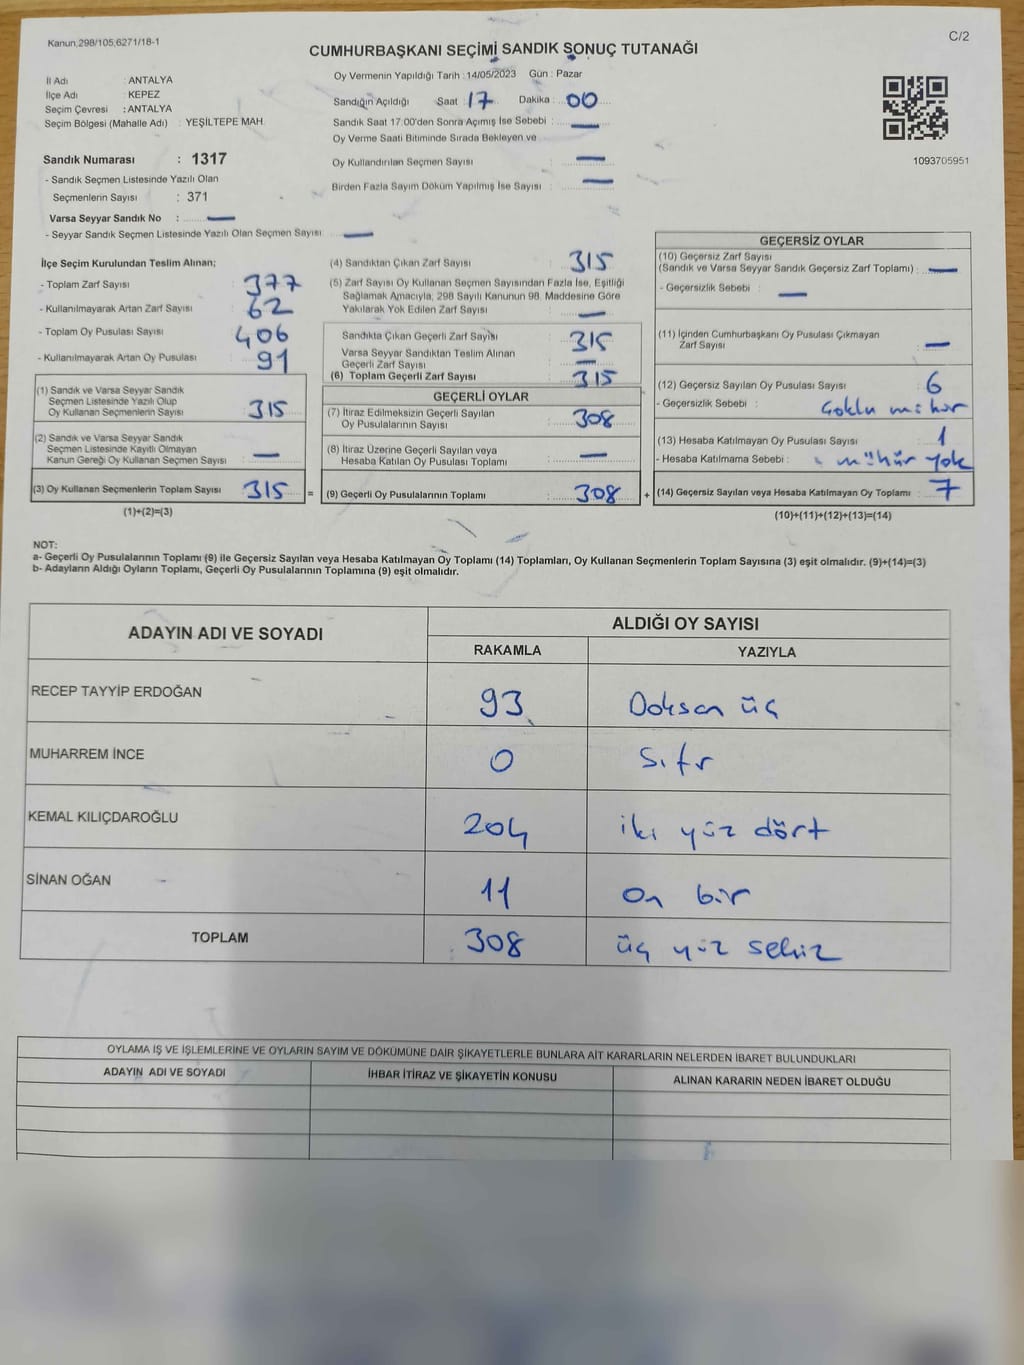 Kanun,298/105,6271/18-1
C/2
CUMHURBAŞKANI SEÇİMİ SANDIK SONUÇ TUTANAĞI
İl Adı : ANTALYA
İlçe Adı : KEPEZ
Seçim Çevresi : ANTALYA
Seçim Bölgesi (Mahalle Adı) : YEŞİLTEPE MAH.
Oy Vermenin Yapıldığı Tarih : 14/05/2023 Gün : Pazar
Sandığın Açıldığı Saat : 17 Dakika : 00
Sandık Saat 17:00'den Sonra Açımış İse Sebebi : —
Oy Verme Saati Bitiminde Sırada Bekleyen ve
Oy Kullandırılan Seçmen Sayısı : —
Birden Fazla Sayım Döküm Yapılmış İse Sayısı : —
1093705951
Sandık Numarası : 1317
- Sandık Seçmen Listesinde Yazılı Olan
Seçmenlerin Sayısı : 371
Varsa Seyyar Sandık No : —
- Seyyar Sandık Seçmen Listesinde Yazılı Olan Seçmen Sayısı: —
İlçe Seçim Kurulundan Teslim Alınan;
- Toplam Zarf Sayısı 377
- Kullanılmayarak Artan Zarf Sayısı 62
- Toplam Oy Pusulası Sayısı 406
- Kullanılmayarak Artan Oy Pusulası 91
(1) Sandık ve Varsa Seyyar Sandık
Seçmen Listesinde Yazılı Olup
Oy Kullanan Seçmenlerin Sayısı : 315
(2) Sandık ve Varsa Seyyar Sandık
Seçmen Listesinde Kayıtlı Olmayan
Kanun Gereği Oy Kullanan Seçmen Sayısı : —
(3) Oy Kullanan Seçmenlerin Toplam Sayısı : 315 =
(1)+(2)=(3)
(4) Sandıktan Çıkan Zarf Sayısı : 315
(5) Zarf Sayısı Oy Kullanan Seçmen Sayısından Fazla İse, Eşitliği
Sağlamak Amacıyla, 298 Sayılı Kanunun 98. Maddesine Göre
Yakılarak Yok Edilen Zarf Sayısı : —
Sandıkta Çıkan Geçerli Zarf Sayısı : 315
Varsa Seyyar Sandıktan Teslim Alınan
Geçerli Zarf Sayısı : —
(6) Toplam Geçerli Zarf Sayısı : 315
GEÇERLİ OYLAR
(7) İtiraz Edilmeksizin Geçerli Sayılan
Oy Pusulalarının Sayısı : 308
(8) İtiraz Üzerine Geçerli Sayılan veya
Hesaba Katılan Oy Pusulası Toplamı : —
(9) Geçerli Oy Pusulalarının Toplamı : 308 +
GEÇERSİZ OYLAR
(10) Geçersiz Zarf Sayısı
(Sandık ve Varsa Seyyar Sandık Geçersiz Zarf Toplamı) : —
- Geçersizlik Sebebi : —
(11) İçinden Cumhurbaşkanı Oy Pusulası Çıkmayan
Zarf Sayısı : —
(12) Geçersiz Sayılan Oy Pusulası Sayısı : 6
- Geçersizlik Sebebi : Çoklu mühür
(13) Hesaba Katılmayan Oy Pusulası Sayısı : 1
- Hesaba Katılmama Sebebi : mühür yok
(14) Geçersiz Sayılan veya Hesaba Katılmayan Oy Toplamı : 7
(10)+(11)+(12)+(13)=(14)
NOT:
a- Geçerli Oy Pusulalarının Toplamı (9) ile Geçersiz Sayılan veya Hesaba Katılmayan Oy Toplamı (14) Toplamları, Oy Kullanan Seçmenlerin Toplam Sayısına (3) eşit olmalıdır. (9)+(14)=(3)
b- Adayların Aldığı Oyların Toplamı, Geçerli Oy Pusulalarının Toplamına (9) eşit olmalıdır.
ADAYIN ADI VE SOYADI
ALDIĞI OY SAYISI
RAKAMLA YAZIYLA
RECEP TAYYİP ERDOĞAN 93 Doksan üç
MUHARREM İNCE 0 Sıfır
KEMAL KILIÇDAROĞLU 204 iki yüz dört
SİNAN OĞAN 11 On bir
TOPLAM 308 üç yüz sekiz
OYLAMA İŞ VE İŞLEMLERİNE VE OYLARIN SAYIM VE DÖKÜMÜNE DAİR ŞİKAYETLERLE BUNLARA AİT KARARLARIN NELERDEN İBARET BULUNDUKLARI
ADAYIN ADI VE SOYADI İHBAR İTİRAZ VE ŞİKAYETİN KONUSU ALINAN KARARIN NEDEN İBARET OLDUĞU